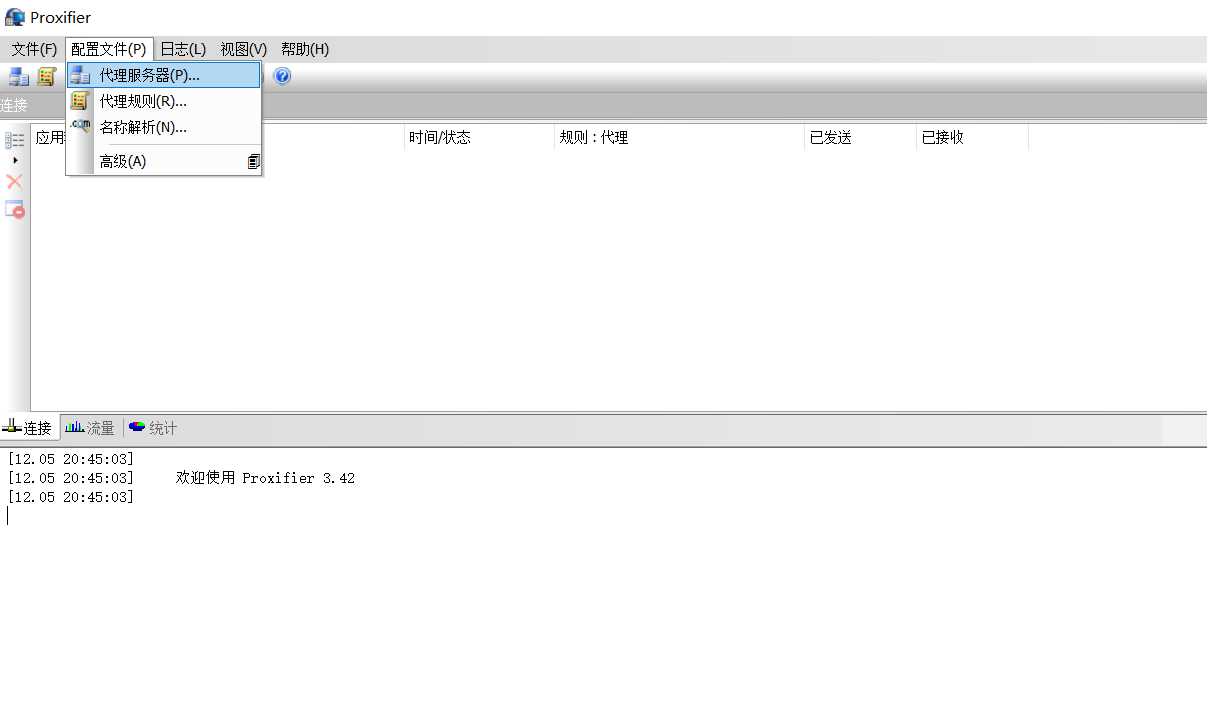 Proxifier
文件(F) 配置文件(P) 日志(L) 视图(V) 帮助(H)
代理服务器(P)...
代理规则(R)...
名称解析(N)...
高级(A)
连接
应用 时间/状态 规则：代理 已发送 已接收
连接 流量 统计
[12.05 20:45:03]
[12.05 20:45:03] 欢迎使用 Proxifier 3.42
[12.05 20:45:03]